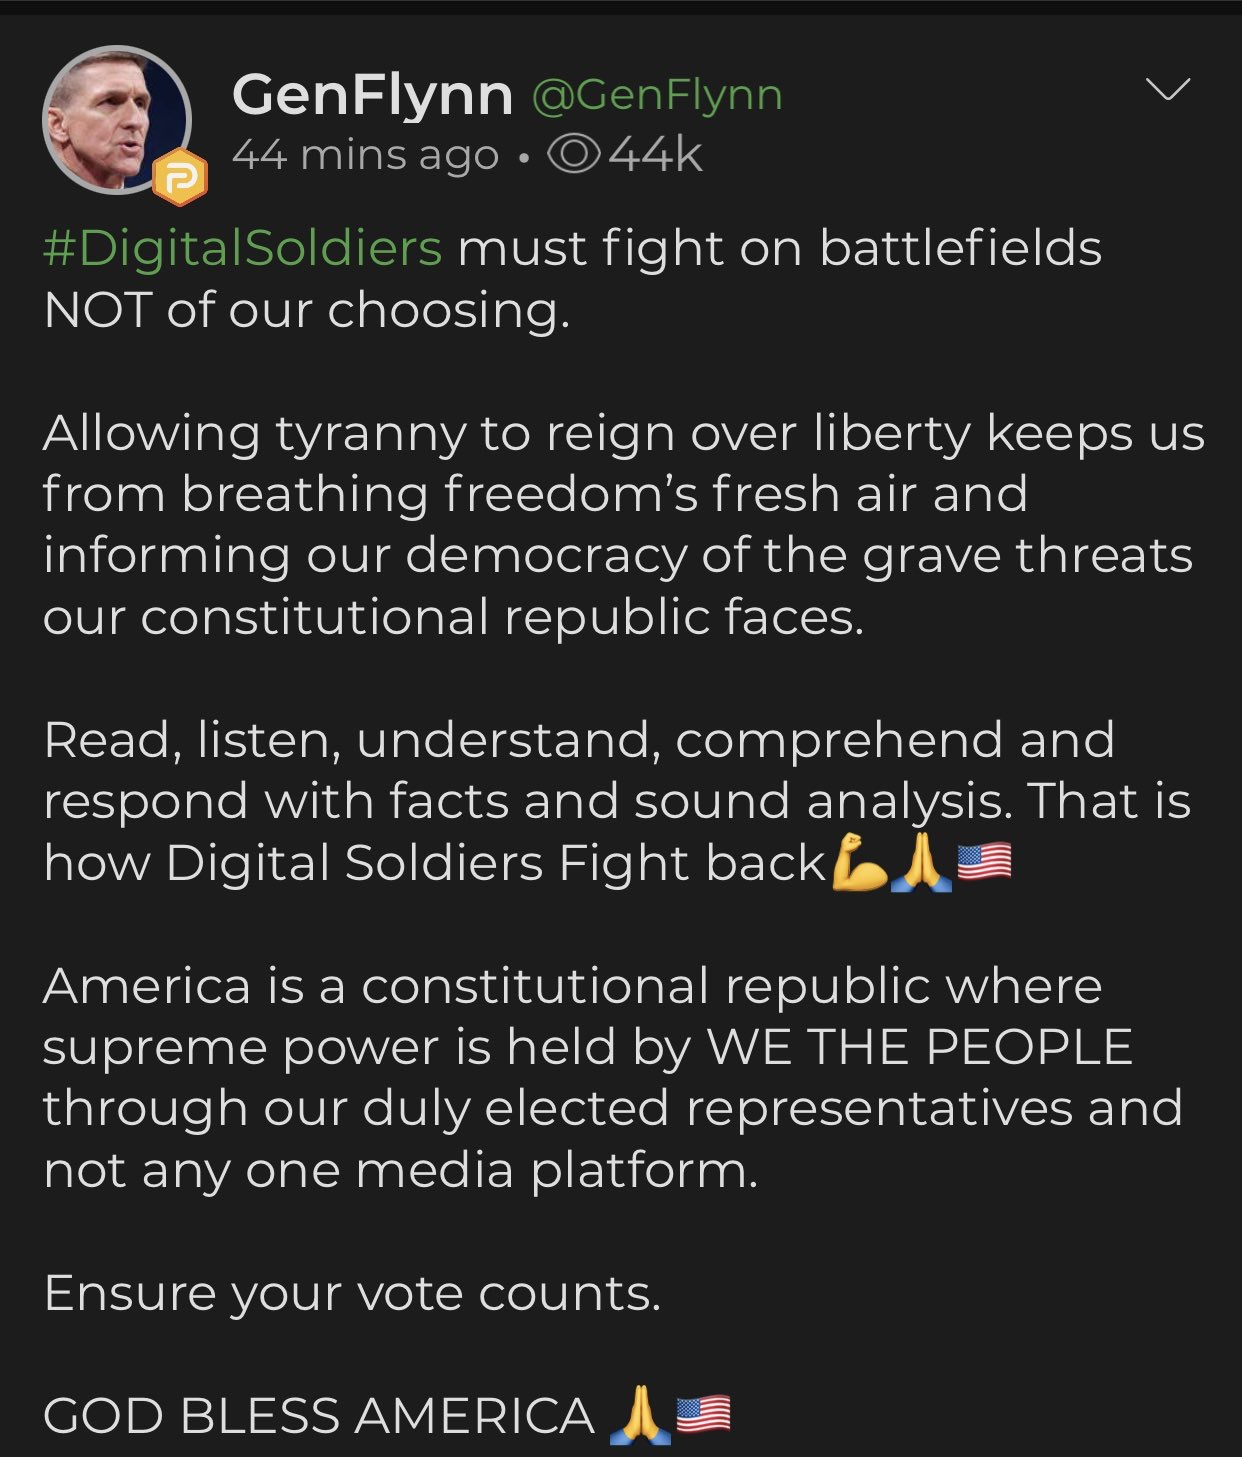 GenFlynn @GenFlynn
44 mins ago • 44k
#DigitalSoldiers must fight on battlefields
NOT of our choosing.
Allowing tyranny to reign over liberty keeps us
from breathing freedom’s fresh air and
informing our democracy of the grave threats
our constitutional republic faces.
Read, listen, understand, comprehend and
respond with facts and sound analysis. That is
how Digital Soldiers Fight back💪🙏🇺🇸
America is a constitutional republic where
supreme power is held by WE THE PEOPLE
through our duly elected representatives and
not any one media platform.
Ensure your vote counts.
GOD BLESS AMERICA 🙏🇺🇸